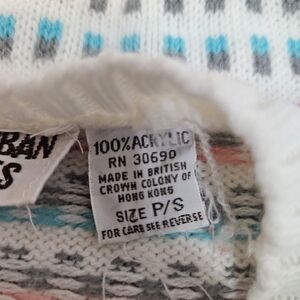 BAN
S
100% ACRYLIC
RN 30690
MADE IN BRITISH
CROWN COLONY OF
HONG KONG
SIZE P/S
FOR CARE SEE REVERSE